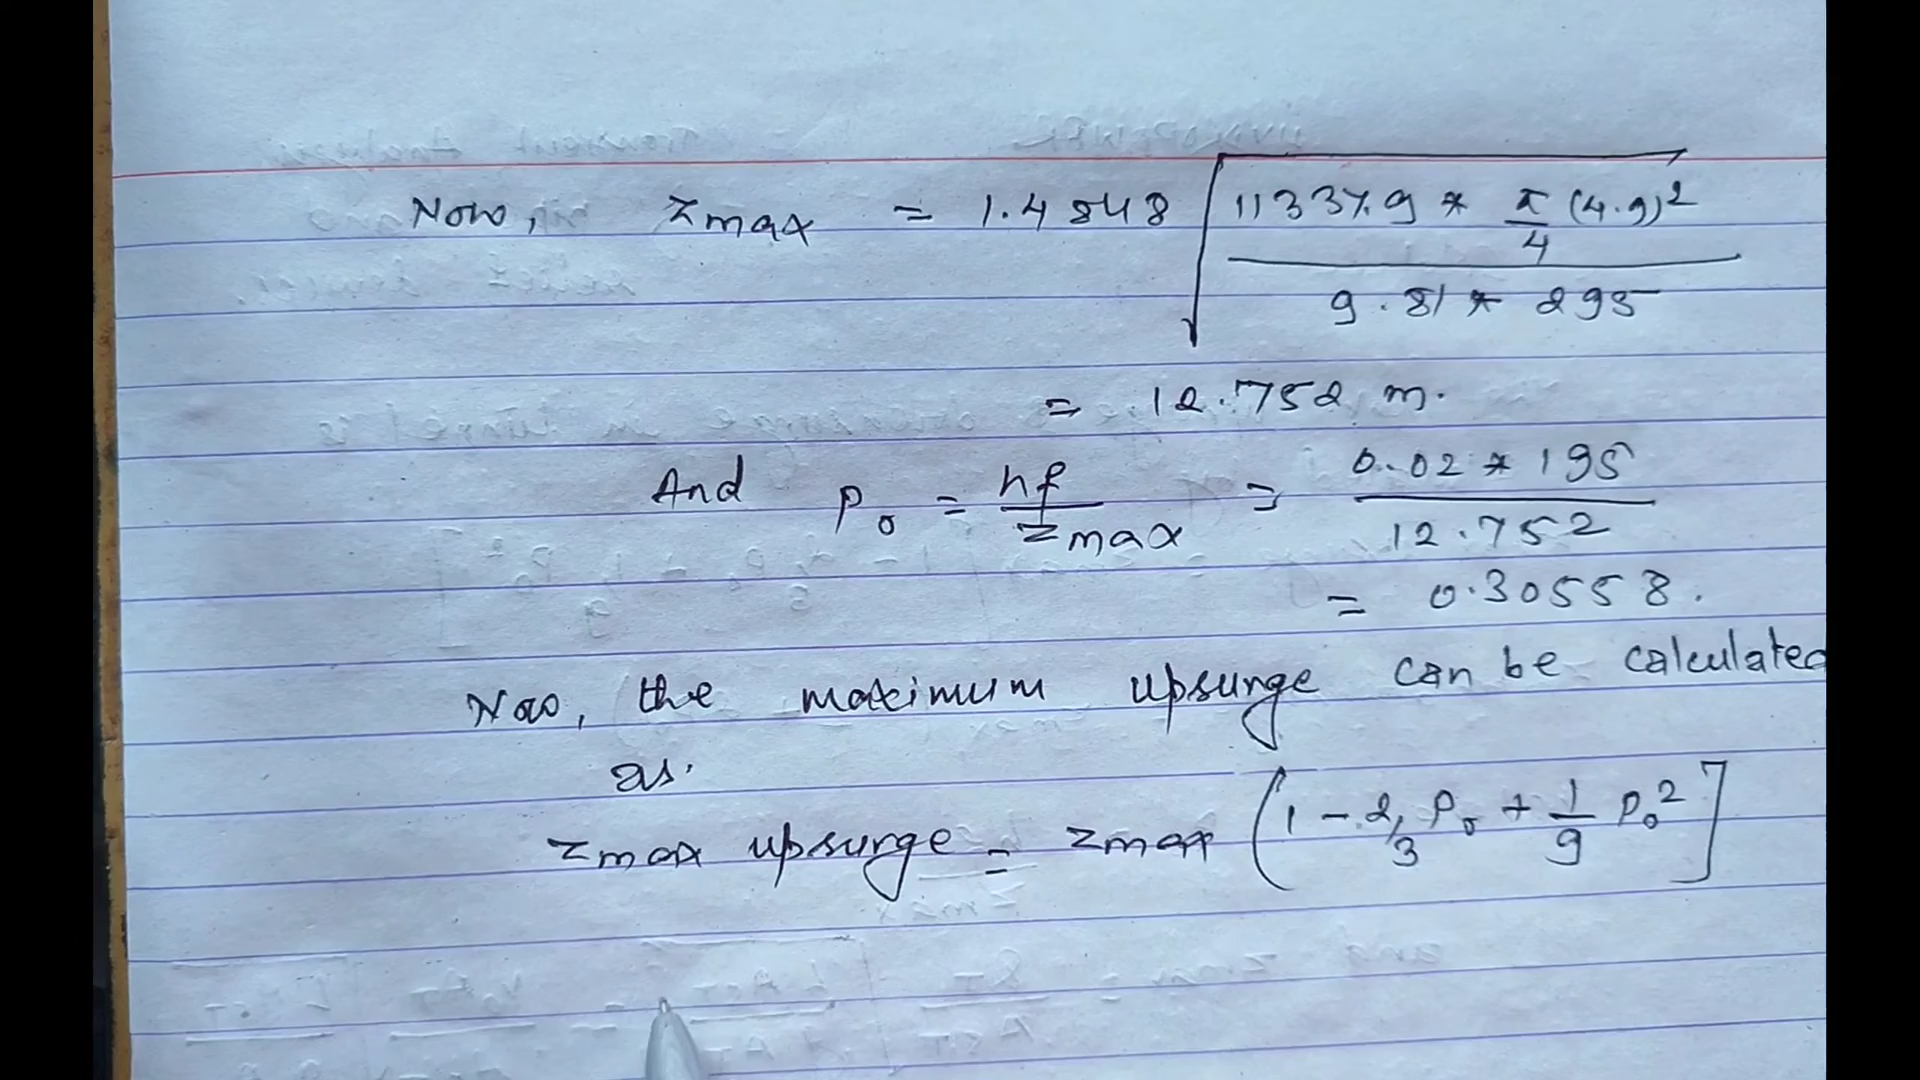 Now, zmax = 1.4848 √(11337.9 * π/4 (4.9)² / 9.81 * 295)
= 12.752 m.
And P₀ = hf/zmax = 0.02 * 195 / 12.752
= 0.30558.
Now, the maximum upsurge can be calculated
as.
zmax upsurge = zmax [1 - 2/3 P₀ + 1/9 P₀²]